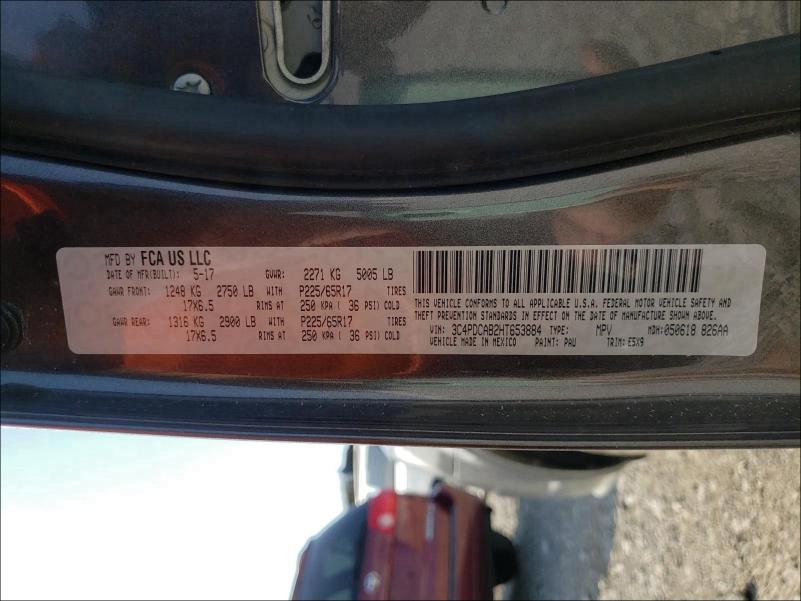 MFD BY FCA US LLC
DATE OF MFR(BUILT): 5-17 GVWR: 2271 KG 5005 LB
GAWR FRONT: 1248 KG 2750 LB WITH P225/65R17 TIRES
17X6.5 RIMS AT 250 KPA ( 36 PSI) COLD
GAWR REAR: 1316 KG 2900 LB WITH P225/65R17 TIRES
17X6.5 RIMS AT 250 KPA ( 36 PSI) COLD
THIS VEHICLE CONFORMS TO ALL APPLICABLE U.S.A. FEDERAL MOTOR VEHICLE SAFETY AND
THEFT PREVENTION STANDARDS IN EFFECT ON THE DATE OF MANUFACTURE SHOWN ABOVE.
VIN: 3C4PDCAB2HT653884 TYPE: MPV MDH:050618 826AA
VEHICLE MADE IN MEXICO PAINT: PAU TRIM: E5X9